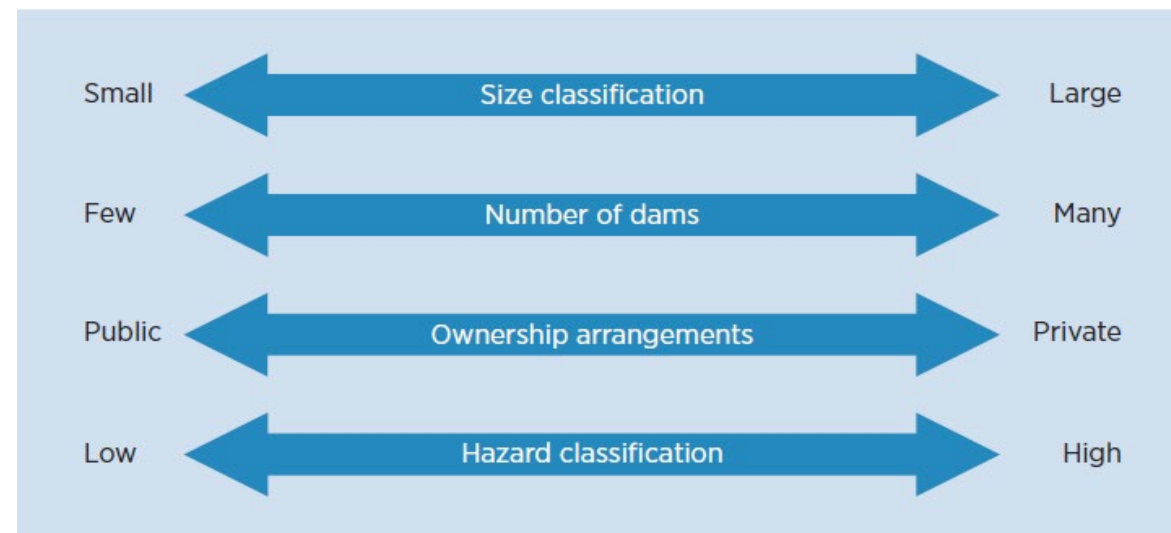 Small Size classification Large
Few Number of dams Many
Public Ownership arrangements Private
Low Hazard classification High